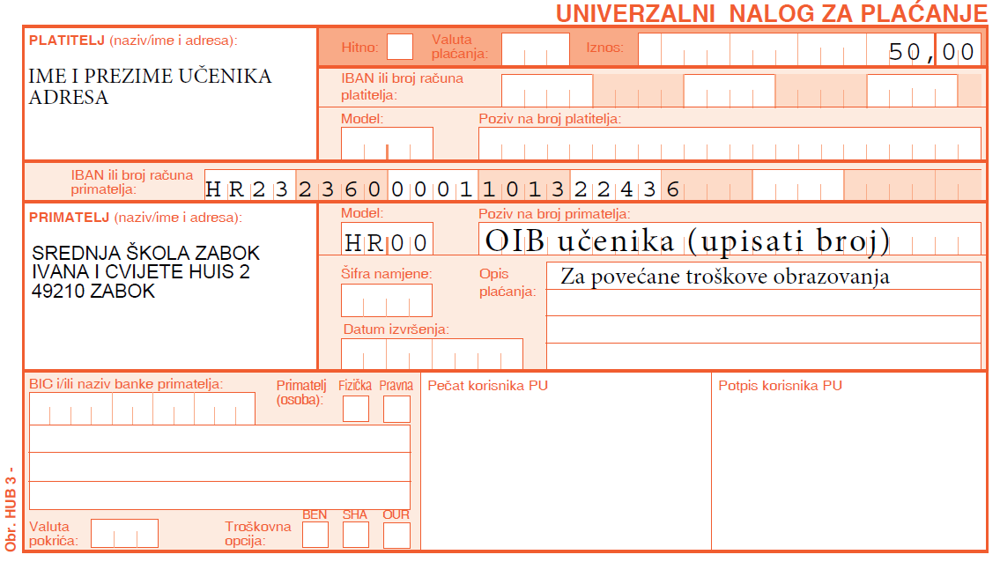 UNIVERZALNI NALOG ZA PLAĆANJE
PLATITELJ (naziv/ime i adresa):
IME I PREZIME UČENIKA
ADRESA
Hitno:
Valuta
plaćanja:
Iznos:
50,00
IBAN ili broj računa
platitelja:
Model:
Poziv na broj platitelja:
IBAN ili broj računa
primatelja:
HR2323600001101322436
PRIMATELJ (naziv/ime i adresa):
SREDNJA ŠKOLA ZABOK
IVANA I CVIJETE HUIS 2
49210 ZABOK
Model:
HR00
Poziv na broj primatelja:
OIB učenika (upisati broj)
Šifra namjene:
Opis
plaćanja:
Za povećane troškove obrazovanja
Datum izvršenja:
BIC i/ili naziv banke primatelja:
Primatelj
(osoba):
Fizička
Pravna
Pečat korisnika PU
Potpis korisnika PU
Valuta
pokrića:
Troškovna
opcija:
BEN
SHA
OUR
Obr. HUB 3 -